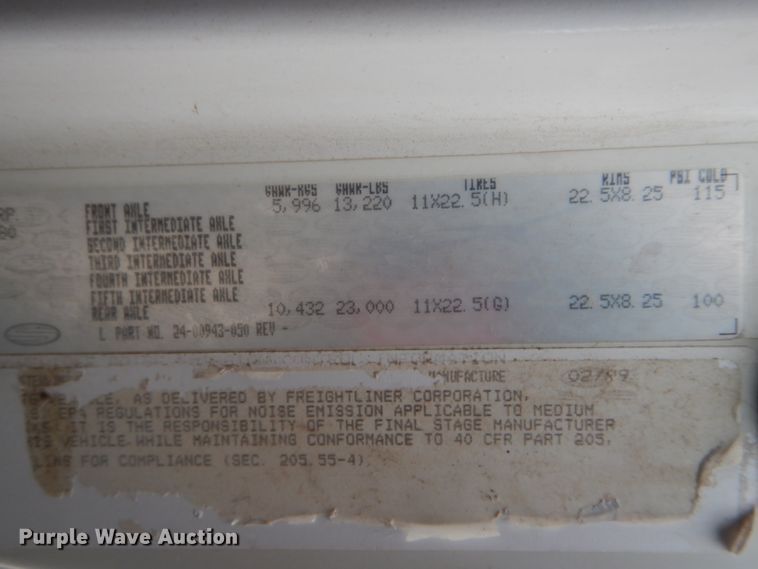 GAWR-KGS GAWR-LBS TIRES RIMS PSI COLD
FRONT AXLE 5,996 13,220 11X22.5(H) 22.5X8.25 115
FIRST INTERMEDIATE AXLE
SECOND INTERMEDIATE AXLE
THIRD INTERMEDIATE AXLE
FOURTH INTERMEDIATE AXLE
FIFTH INTERMEDIATE AXLE
REAR AXLE 10,432 23,000 11X22.5(G) 22.5X8.25 100
L PART NO. 24-00943-050 REV -
INFORMATION
MANUFACTURE 02/89
AS DELIVERED BY FREIGHTLINER CORPORATION,
EPA REGULATIONS FOR NOISE EMISSION APPLICABLE TO MEDIUM
IT IS THE RESPONSIBILITY OF THE FINAL STAGE MANUFACTURER
VEHICLE WHILE MAINTAINING CONFORMANCE TO 40 CFR PART 205.
FOR COMPLIANCE (SEC. 205.55-4)
Purple Wave Auction